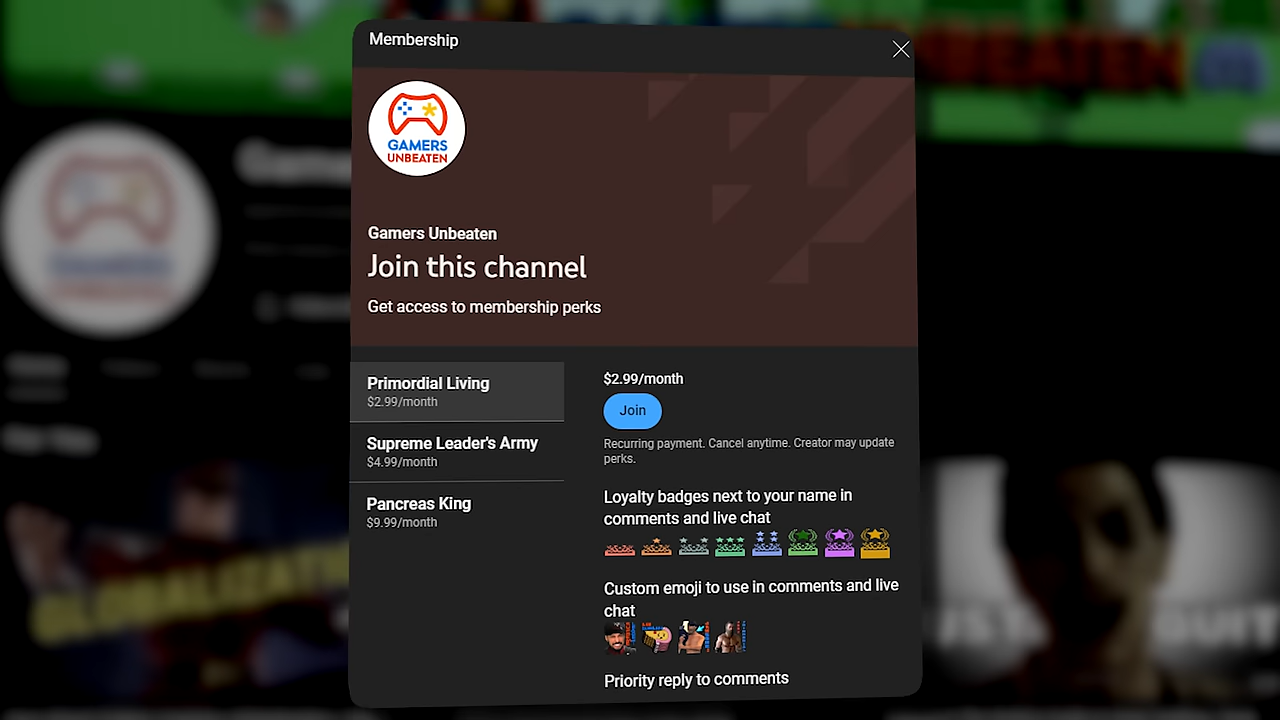 Membership
GAMERS
UNBEATEN
Gamers Unbeaten
Join this channel
Get access to membership perks
Primordial Living
$2.99/month
Supreme Leader's Army
$4.99/month
Pancreas King
$9.99/month
$2.99/month
Join
Recurring payment. Cancel anytime. Creator may update
perks.
Loyalty badges next to your name in
comments and live chat
Custom emoji to use in comments and live
chat
Priority reply to comments
GLOBALIZATI